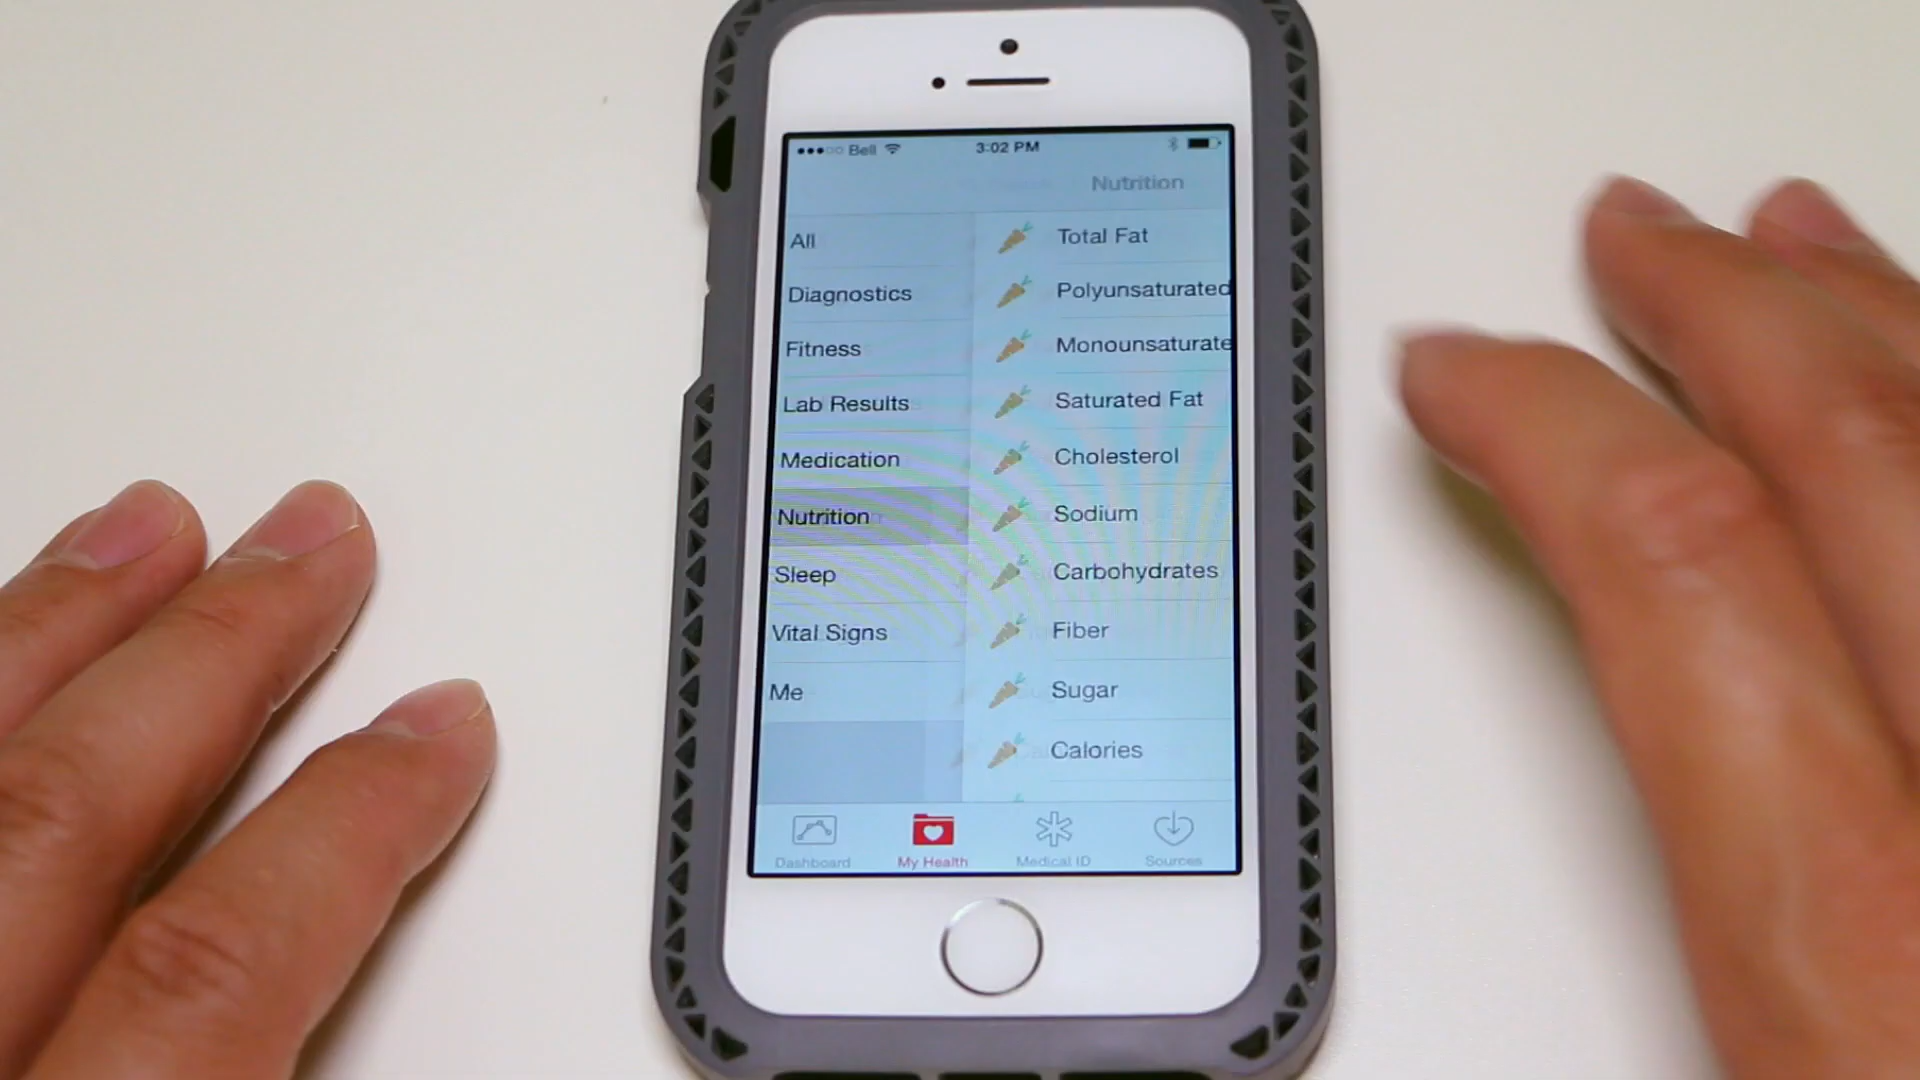 Bell
3:02 PM
Nutrition
All
Diagnostics
Fitness
Lab Results
Medication
Nutrition
Sleep
Vital Signs
Me
Total Fat
Polyunsaturated
Monounsaturate
Saturated Fat
Cholesterol
Sodium
Carbohydrates
Fiber
Sugar
Calories
Dashboard
My Health
Medical ID
Sources